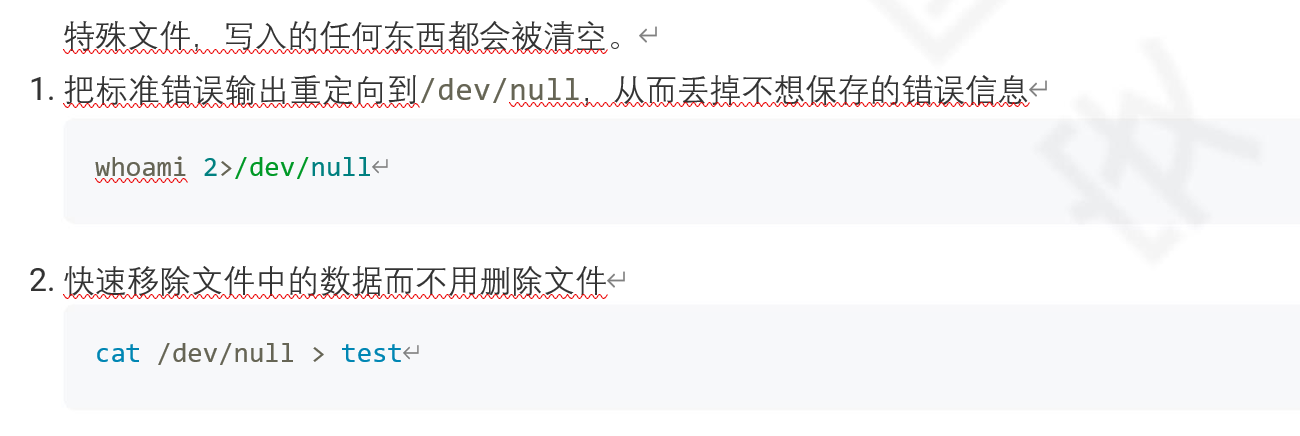 特殊文件，写入的任何东西都会被清空。
1. 把标准错误输出重定向到/dev/null，从而丢掉不想保存的错误信息
whoami 2>/dev/null
2. 快速移除文件中的数据而不用删除文件
cat /dev/null > test